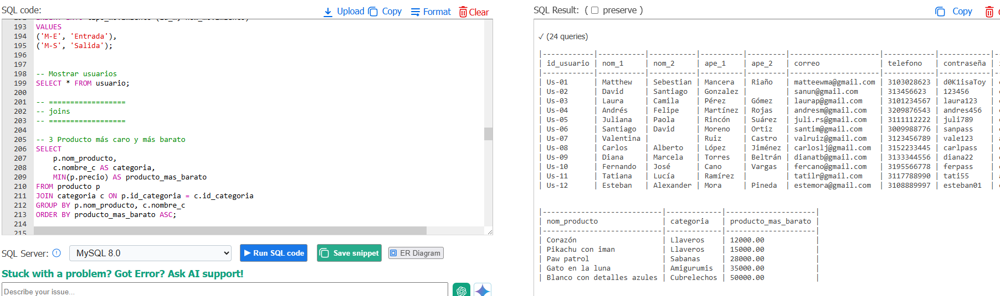 SQL code:
Upload Copy Format Clear
193 VALUES
194 ('M-E', 'Entrada'),
195 ('M-S', 'Salida');
196
197
198 -- Mostrar usuarios
199 SELECT * FROM usuario;
200
201 -- ==================
202 -- joins
203 -- ==================
204
205 -- 3 Producto más caro y más barato
206 SELECT
207 p.nom_producto,
208 c.nombre_c AS categoria,
209 MIN(p.precio) AS producto_mas_barato
210 FROM producto p
211 JOIN categoria c ON p.id_categoria = c.id_categoria
212 GROUP BY p.nom_producto, c.nombre_c
213 ORDER BY producto_mas_barato ASC;
214
215
SQL Server: MySQL 8.0 Run SQL code Save snippet ER Diagram
Stuck with a problem? Got Error? Ask AI support!
Describe your issue...
SQL Result: ( preserve )
Copy
✓ (24 queries)
|------------|-----------|-----------|----------|---------|---------------------|------------|------------|-
| id_usuario | nom_1 | nom_2 | ape_1 | ape_2 | correo | telefono | contraseña |
|------------|-----------|-----------|----------|---------|---------------------|------------|------------|-
| Us-01 | Matthew | Sebestian | Mancera | Riaño | matteewma@gmail.com | 3103028623 | d0K1isaToy |
| Us-02 | David | Santiago | Gonzalez | | sanun@gmail.com | 313456623 | 123456 |
| Us-03 | Laura | Camila | Pérez | Gómez | laurap@gmail.com | 3101234567 | laura123 |
| Us-04 | Andrés | Felipe | Martínez | Rojas | andresm@gmail.com | 3209876543 | andres456 |
| Us-05 | Juliana | Paola | Rincón | Suárez | juli.rs@gmail.com | 3111112222 | juli789 |
| Us-06 | Santiago | David | Moreno | Ortiz | santim@gmail.com | 3009988776 | sanpass |
| Us-07 | Valentina | | Ruiz | Castro | valruiz@gmail.com | 3123456789 | vale123 |
| Us-08 | Carlos | Alberto | López | Jiménez | carloslj@gmail.com | 3152233445 | carlpass |
| Us-09 | Diana | Marcela | Torres | Beltrán | dianatb@gmail.com | 3133344556 | diana22 |
| Us-10 | Fernando | José | Cano | Vargas | fercano@gmail.com | 3195566778 | ferpass |
| Us-11 | Tatiana | Lucía | Ramírez | | tatilr@gmail.com | 3117788990 | tati55 |
| Us-12 | Esteban | Alexander | Mora | Pineda | estemora@gmail.com | 3108889997 | esteban01 |
|--------------------------|-------------|---------------------|
| nom_producto | categoria | producto_mas_barato |
|--------------------------|-------------|---------------------|
| Corazón | Llaveros | 12000.00 |
| Pikachu con iman | Llaveros | 15000.00 |
| Paw patrol | Sabanas | 28000.00 |
| Gato en la luna | Amigurumis | 35000.00 |
| Blanco con detalles azules | Cubrelechos | 50000.00 |